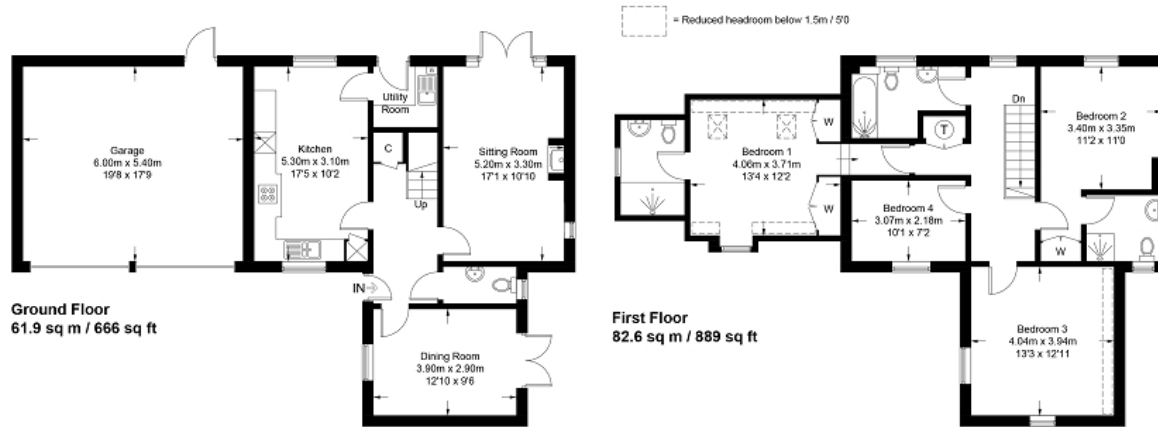 = Reduced headroom below 1.5m / 5'0
Garage
6.00m x 5.40m
19'8 x 17'9
Kitchen
5.30m x 3.10m
17'5 x 10'2
Utility
Room
C
Up
Sitting Room
5.20m x 3.30m
17'1 x 10'10
IN
Dining Room
3.90m x 2.90m
12'10 x 9'6
Ground Floor
61.9 sq m / 666 sq ft
Bedroom 1
4.06m x 3.71m
13'4 x 12'2
W
W
T
Dn
Bedroom 2
3.40m x 3.35m
11'2 x 11'0
Bedroom 4
3.07m x 2.18m
10'1 x 7'2
W
Bedroom 3
4.04m x 3.94m
13'3 x 12'11
First Floor
82.6 sq m / 889 sq ft